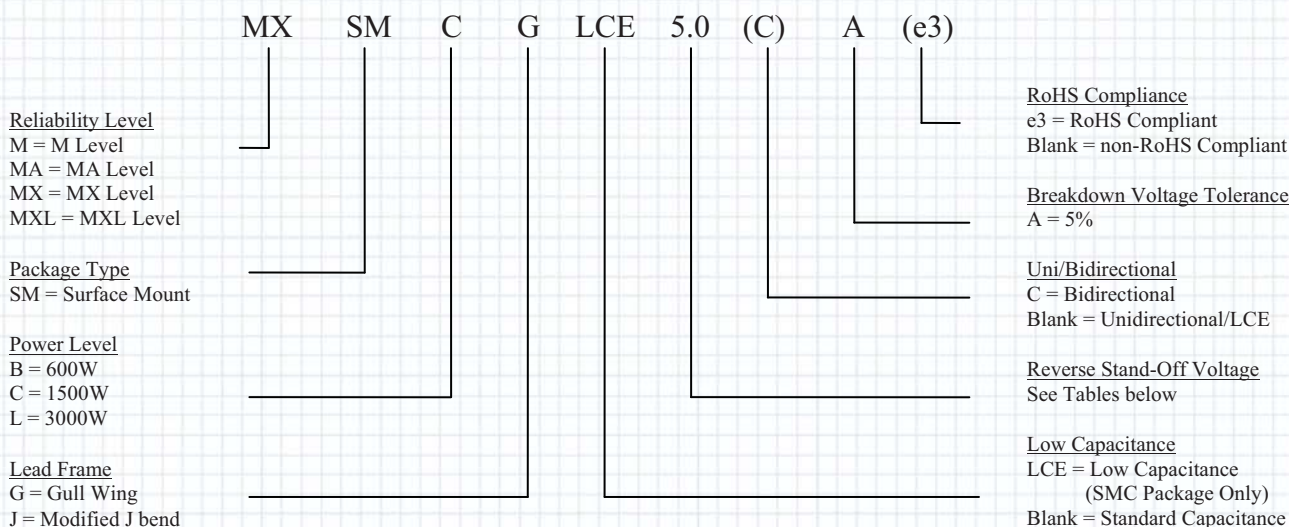 MX SM C G LCE 5.0 (C) A (e3)
Reliability Level
M = M Level
MA = MA Level
MX = MX Level
MXL = MXL Level
Package Type
SM = Surface Mount
Power Level
B = 600W
C = 1500W
L = 3000W
Lead Frame
G = Gull Wing
J = Modified J bend
RoHS Compliance
e3 = RoHS Compliant
Blank = non-RoHS Compliant
Breakdown Voltage Tolerance
A = 5%
Uni/Bidirectional
C = Bidirectional
Blank = Unidirectional/LCE
Reverse Stand-Off Voltage
See Tables below
Low Capacitance
LCE = Low Capacitance
(SMC Package Only)
Blank = Standard Capacitance